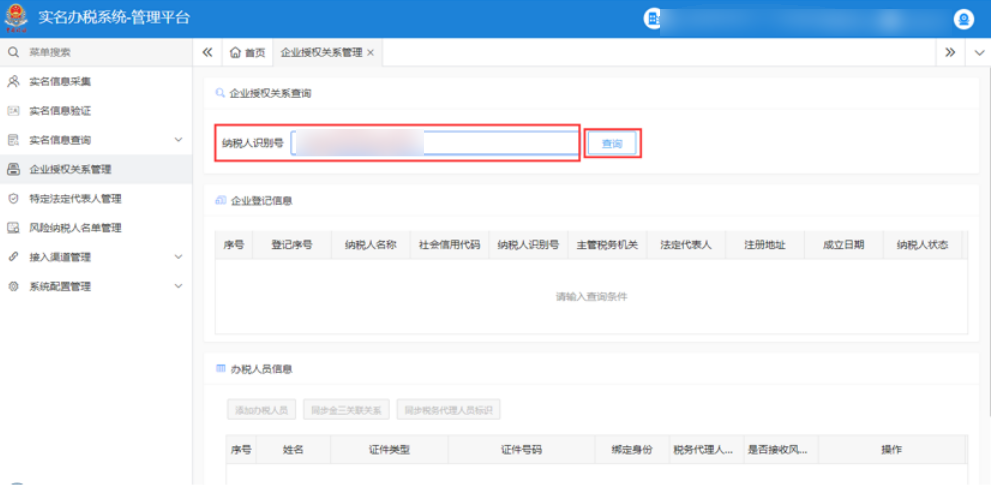 实名办税系统-管理平台
菜单搜索
首页 企业授权关系管理 ×
实名信息采集
实名信息验证
实名信息查询
企业授权关系管理
特定法定代表人管理
风险纳税人名单管理
接入渠道管理
系统配置管理
企业授权关系查询
纳税人识别号 查询
企业登记信息
序号 登记序号 纳税人名称 社会信用代码 纳税人识别号 主管税务机关 法定代表人 注册地址 成立日期 纳税人状态
请输入查询条件
办税人员信息
添加办税人员 同步金三关联关系 同步税务代理人员标识
序号 姓名 证件类型 证件号码 绑定身份 税务代理人... 是否接收风... 操作